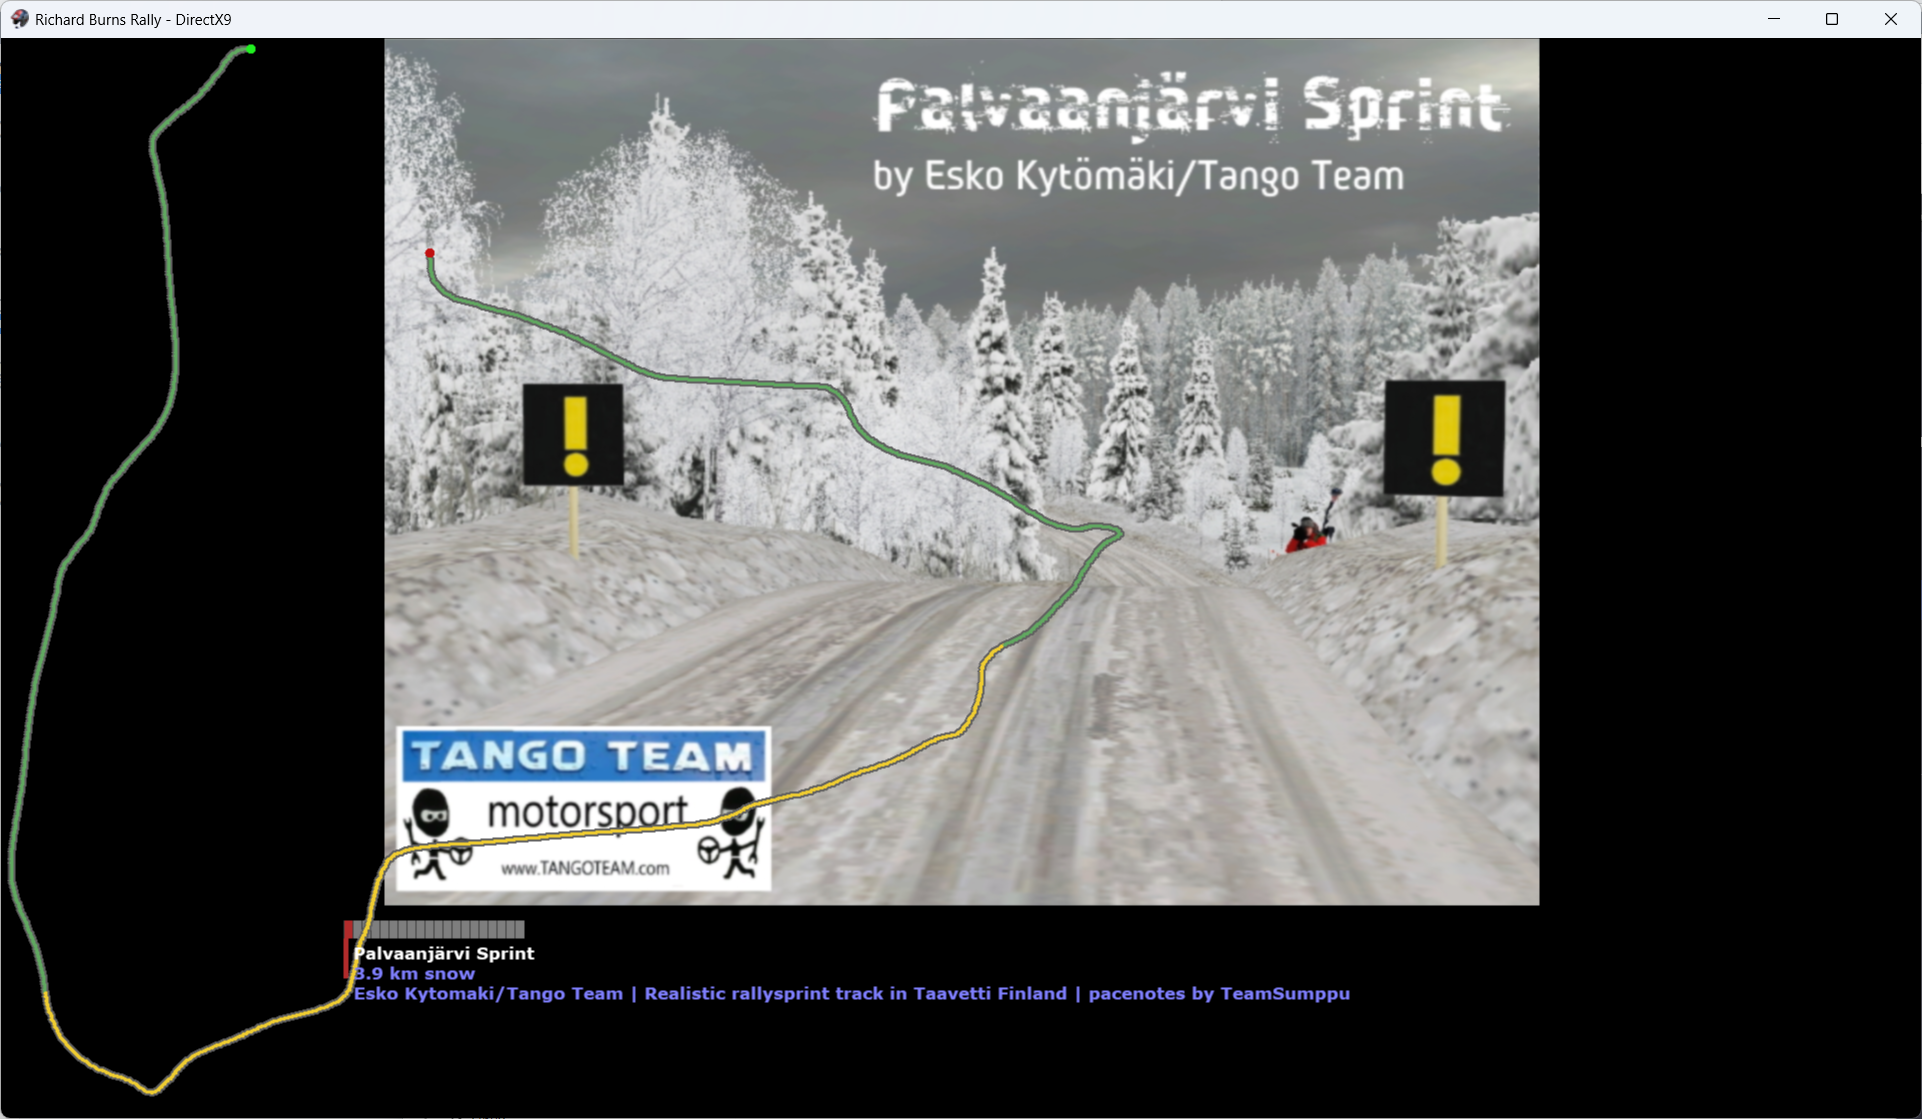 Richard Burns Rally - DirectX9
Palvaanjärvi Sprint
by Esko Kytömäki/Tango Team
TANGO TEAM
motorsport
www.TANGOTEAM.com
Palvaanjärvi Sprint
3.9 km snow
Esko Kytomaki/Tango Team | Realistic rallysprint track in Taavetti Finland | pacenotes by TeamSumppu